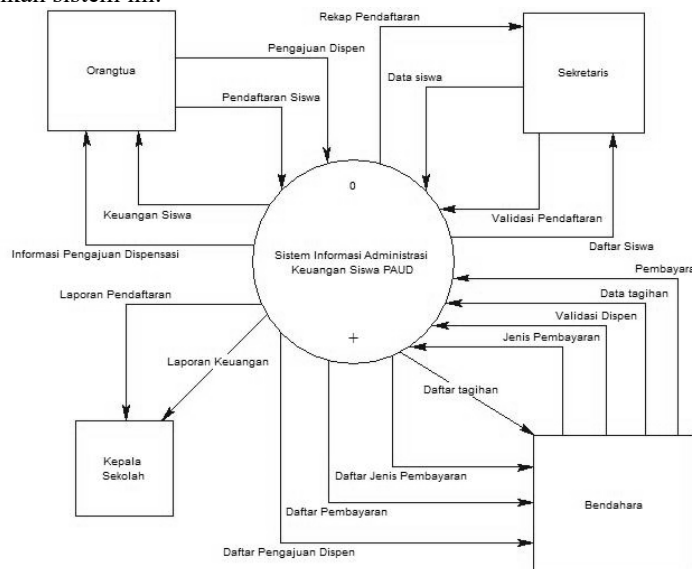 sistem ini.
Rekap Pendaftaran
Pengajuan Dispen
Orangtua
Data siswa
Sekretaris
Pendaftaran Siswa
0
Keuangan Siswa
Validasi Pendaftaran
Informasi Pengajuan Dispensasi
Daftar Siswa
Sistem Informasi Administrasi
Keuangan Siswa PAUD
Laporan Pendaftaran
Data tagihan
Validasi Dispen
Jenis Pembayaran
+
Laporan Keuangan
Daftar tagihan
Kepala
Sekolah
Daftar Jenis Pembayaran
Daftar Pembayaran
Bendahara
Daftar Pengajuan Dispen